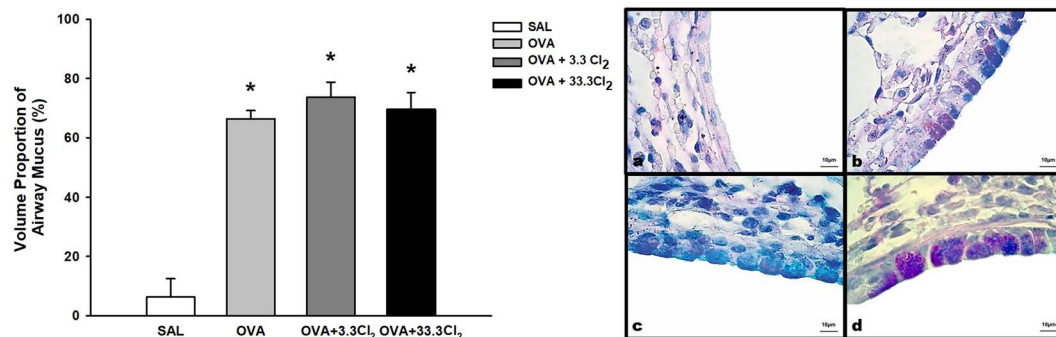 100
80
60
40
20
0
Volume Proportion of
Airway Mucus (%)
*
*
*
SAL
OVA
OVA+3.3Cl2
OVA+33.3Cl2
SAL
OVA
OVA + 3.3 Cl2
OVA + 33.3Cl2
a
10µm
b
10µm
c
10µm
d
10µm